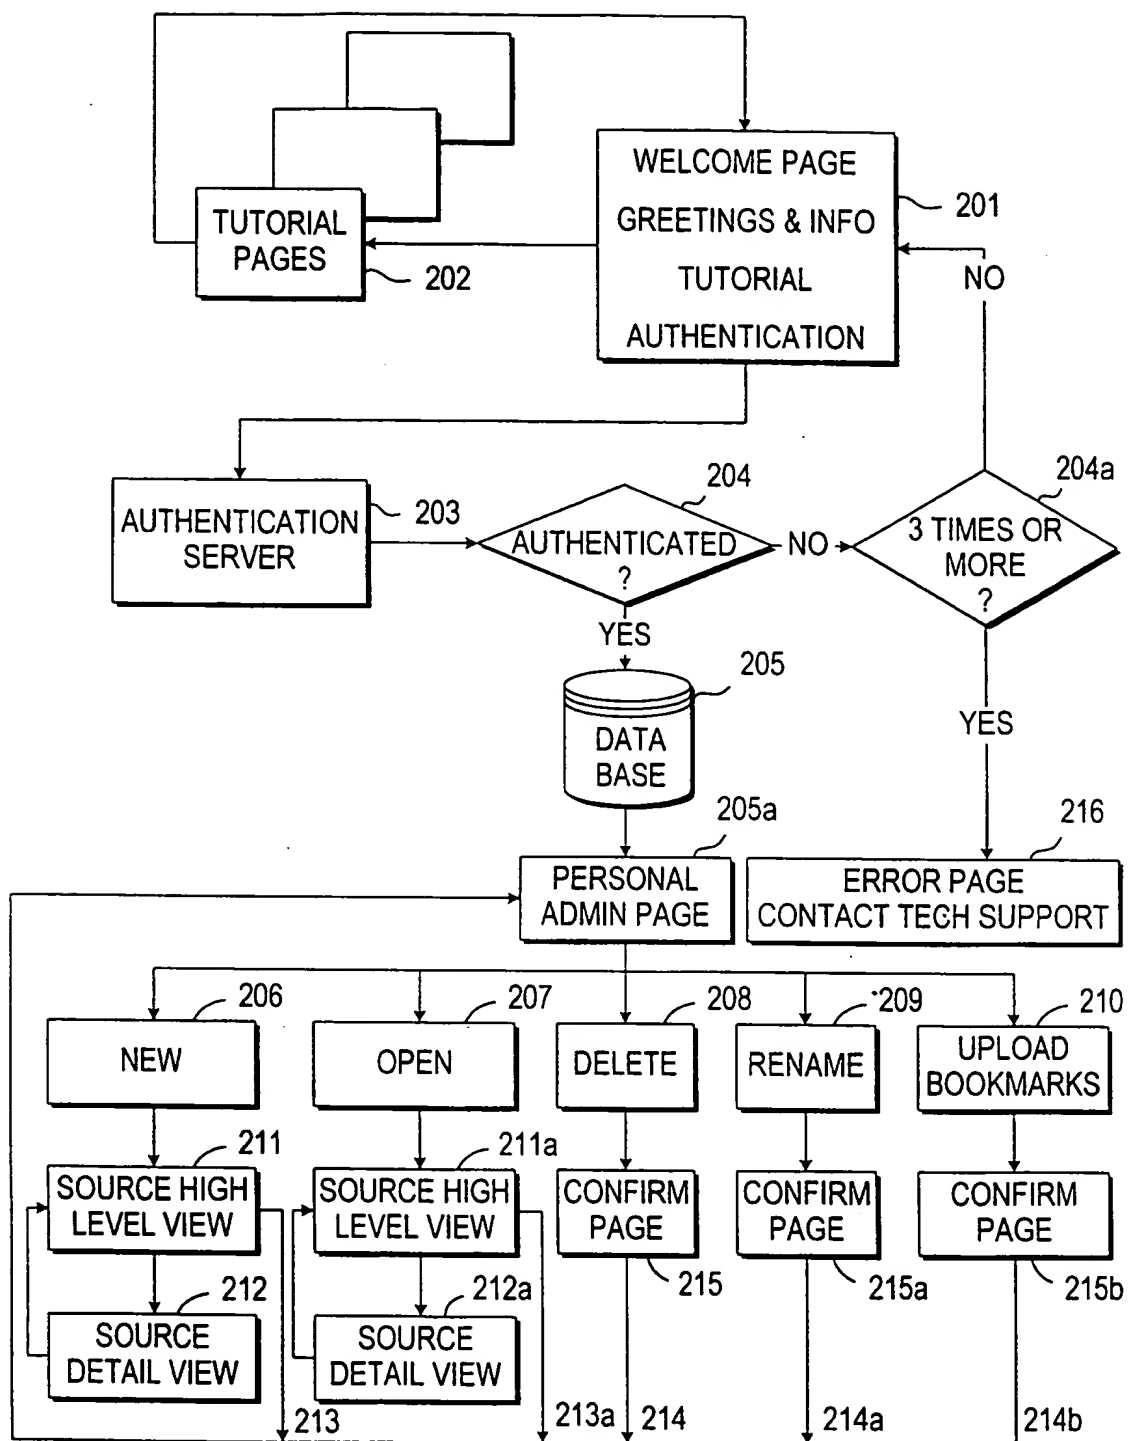 WELCOME PAGE
GREETINGS & INFO
TUTORIAL
AUTHENTICATION
201
TUTORIAL
PAGES
202
NO
AUTHENTICATION
SERVER
203
AUTHENTICATED
?
204
NO
3 TIMES OR
MORE
?
204a
YES
DATA
BASE
205
YES
PERSONAL
ADMIN PAGE
205a
ERROR PAGE
CONTACT TECH SUPPORT
216
NEW
206
OPEN
207
DELETE
208
RENAME
209
UPLOAD
BOOKMARKS
210
SOURCE HIGH
LEVEL VIEW
211
SOURCE HIGH
LEVEL VIEW
211a
CONFIRM
PAGE
215
CONFIRM
PAGE
215a
CONFIRM
PAGE
215b
SOURCE
DETAIL VIEW
212
SOURCE
DETAIL VIEW
212a
213
213a
214
214a
214b